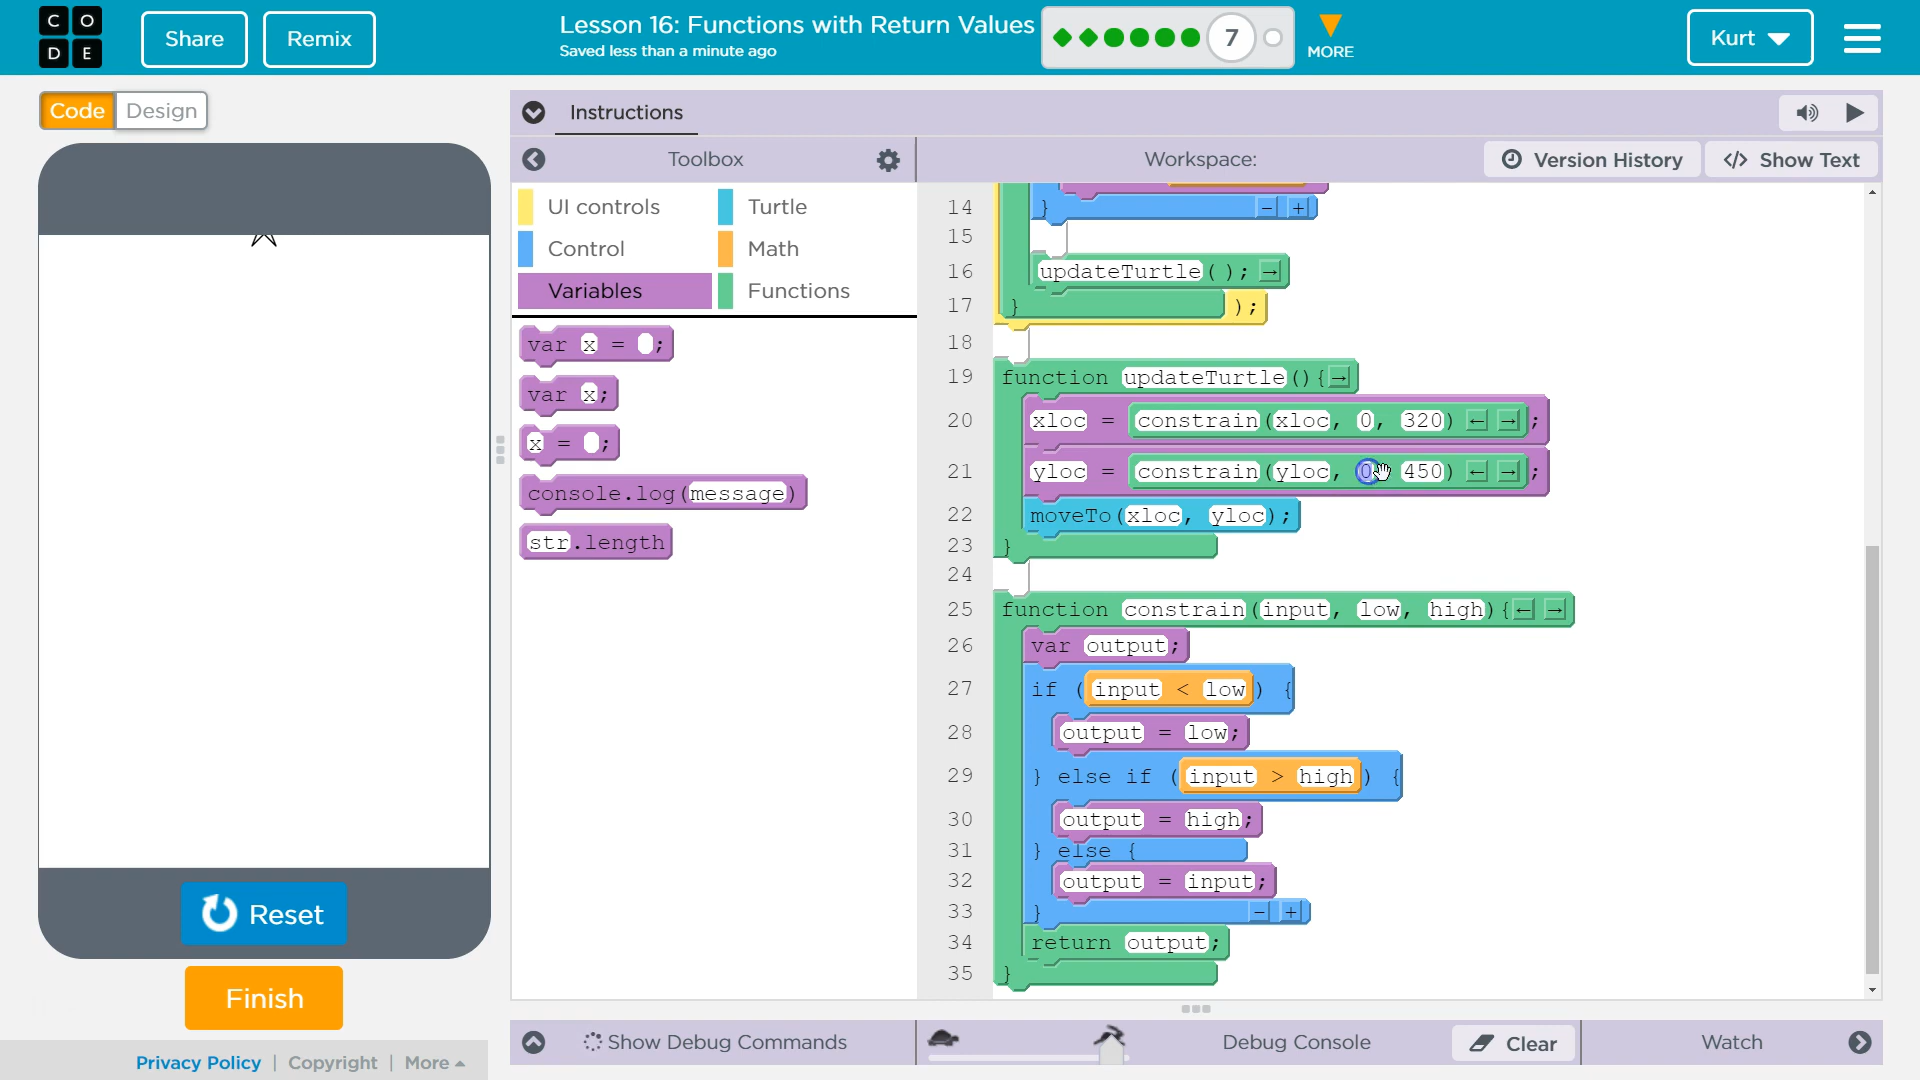 C O
D E
Share
Remix
Lesson 16: Functions with Return Values
Saved less than a minute ago
7
MORE
Kurt
Code
Design
Instructions
Toolbox
Workspace:
Version History
</> Show Text
UI controls
Turtle
Control
Math
Variables
Functions
var x = ;
var x;
x = ;
console.log(message)
str.length
14 } - +
15
16 updateTurtle(); →
17 } );
18
19 function updateTurtle(){ →
20 xloc = constrain(xloc, 0, 320) ← → ;
21 yloc = constrain(yloc, 0, 450) ← → ;
22 moveTo(xloc, yloc);
23 }
24
25 function constrain(input, low, high){ ← →
26 var output;
27 if (input < low) {
28 output = low;
29 } else if (input > high) {
30 output = high;
31 } else {
32 output = input;
33 } - +
34 return output;
35 }
Reset
Finish
Privacy Policy | Copyright | More
Show Debug Commands
Debug Console
Clear
Watch